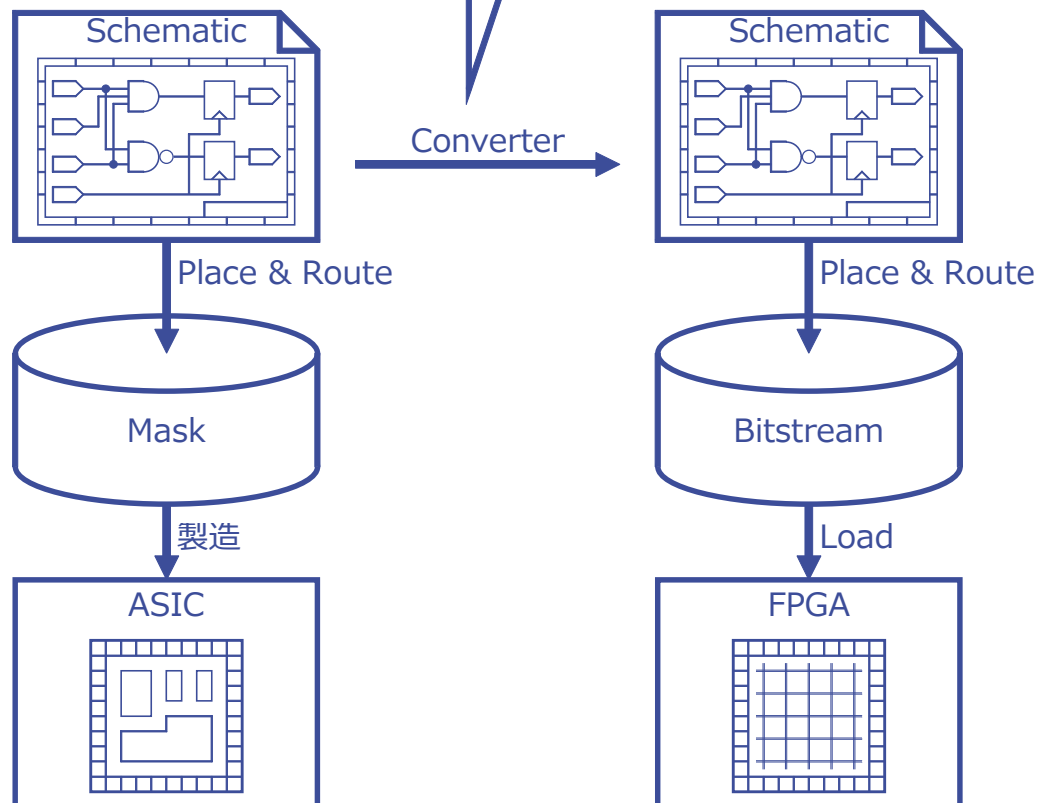 Schematic
Schematic
Converter
Place & Route
Place & Route
Mask
Bitstream
製造
Load
ASIC
FPGA